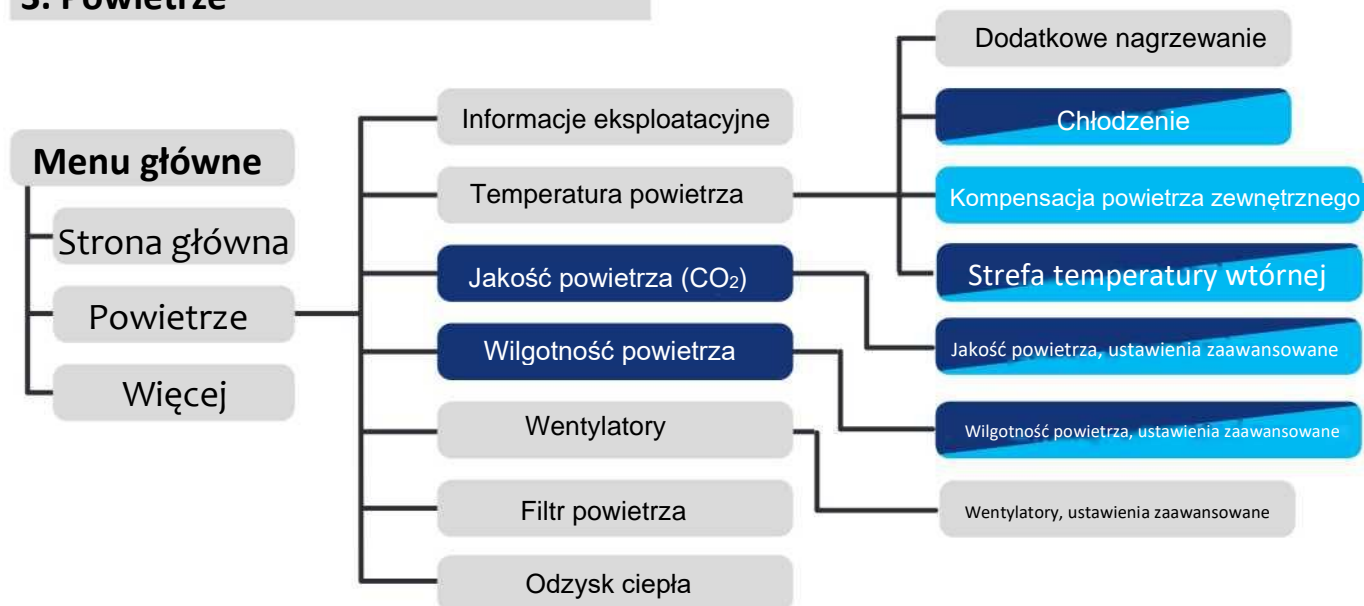 3. Powietrze
Menu główne
Strona główna
Powietrze
Więcej
Informacje eksploatacyjne
Temperatura powietrza
Jakość powietrza (CO₂)
Wilgotność powietrza
Wentylatory
Filtr powietrza
Odzysk ciepła
Dodatkowe nagrzewanie
Chłodzenie
Kompensacja powietrza zewnętrznego
Strefa temperatury wtórnej
Jakość powietrza, ustawienia zaawansowane
Wilgotność powietrza, ustawienia zaawansowane
Wentylatory, ustawienia zaawansowane